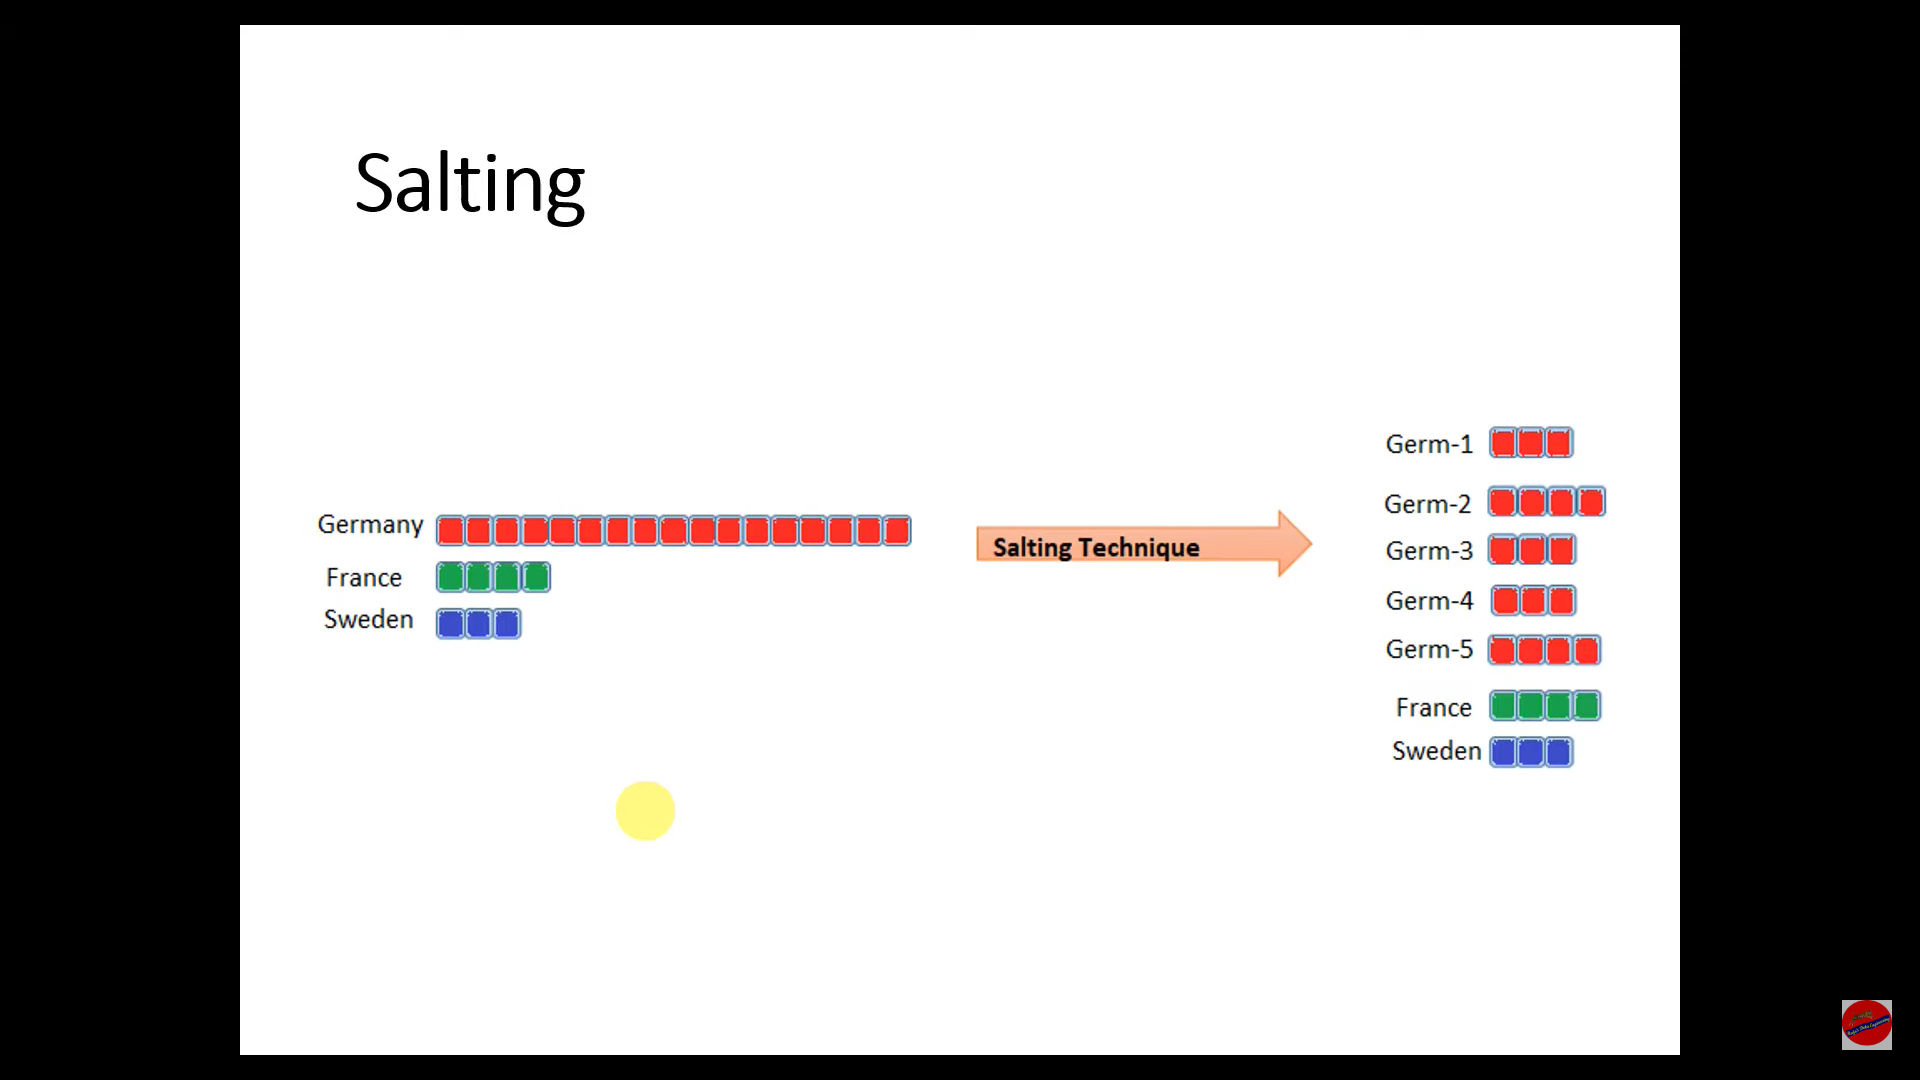 Salting
Germany
France
Sweden
Salting Technique
Germ-1
Germ-2
Germ-3
Germ-4
Germ-5
France
Sweden